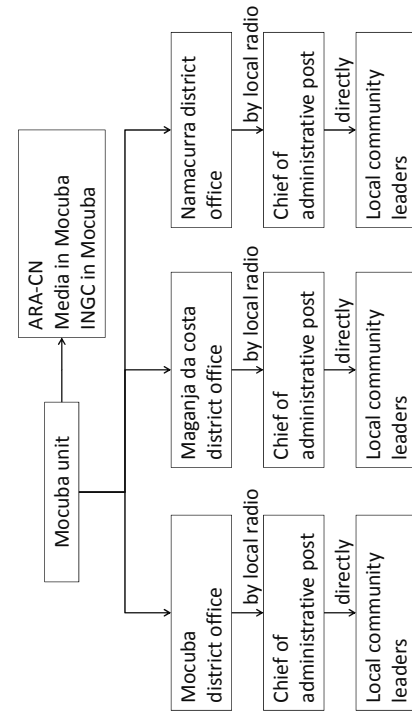 Mocuba unit
ARA-CN
Media in Mocuba
INGC in Mocuba
Mocuba
district office
by local radio
Chief of
administrative post
directly
Local community
leaders
Maganja da costa
district office
by local radio
Chief of
administrative post
directly
Local community
leaders
Namacurra district
office
by local radio
Chief of
administrative post
directly
Local community
leaders